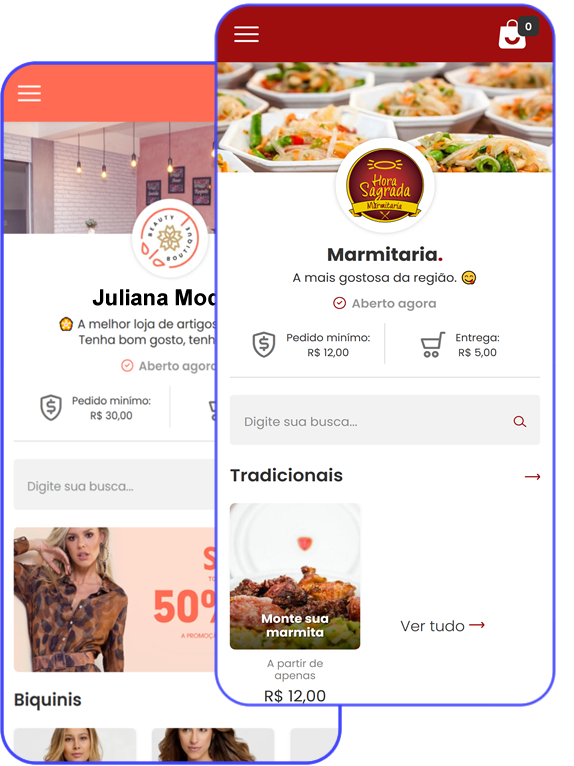 0
Hora
Sagrada
Marmitaria
Marmitaria.
A mais gostosa da região. 😋
Aberto agora
Pedido minímo:
R$ 12,00
Entrega:
R$ 5,00
Digite sua busca...
Tradicionais
Monte sua
marmita
A partir de
apenas
R$ 12,00
Ver tudo
BEAUTY
BOUTIQUE
Juliana Mod
A melhor loja de artigos
Tenha bom gosto, tenh
Aberto agora
Pedido minimo:
R$ 30,00
Digite sua busca...
S
50%
A PROMOÇ
Biquinis